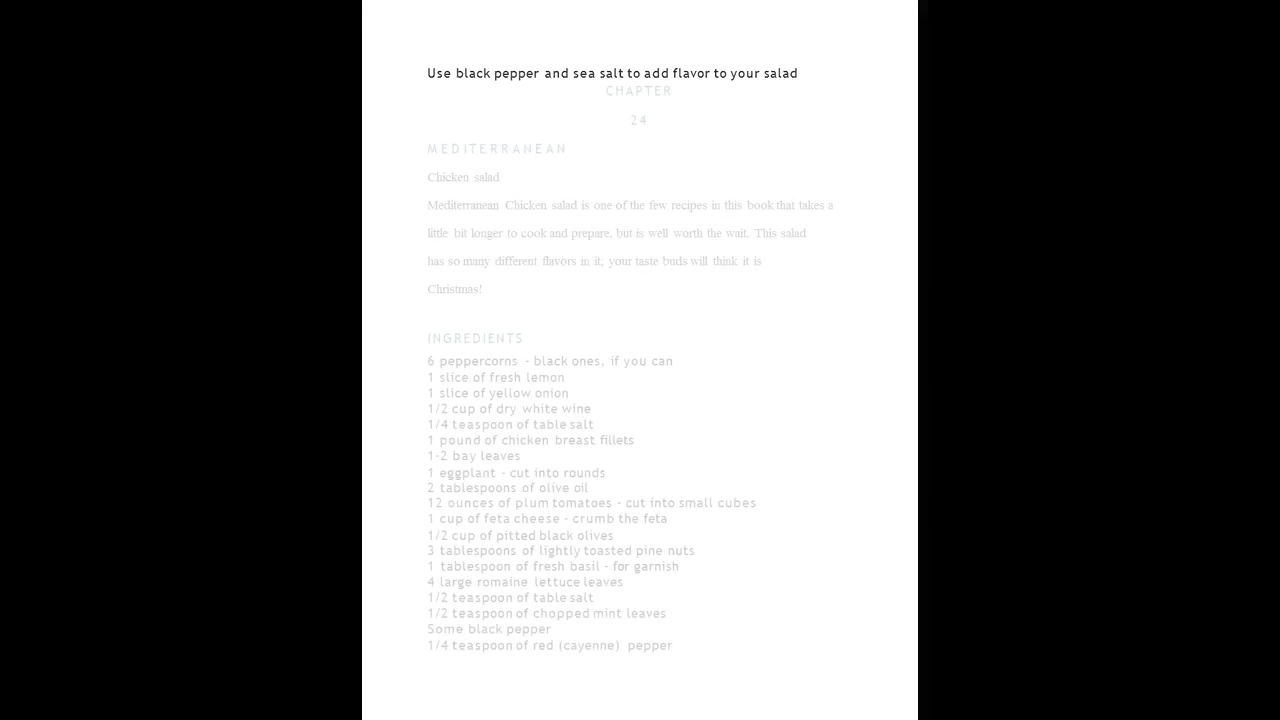 Use black pepper and sea salt to add flavor to your salad
CHAPTER
24
MEDITERRANEAN
Chicken salad
Mediterranean Chicken salad is one of the few recipes in this book that takes a
little bit longer to cook and prepare, but is well worth the wait. This salad
has so many different flavors in it; your taste buds will think it is
Christmas!
INGREDIENTS
6 peppercorns - black ones, if you can
1 slice of fresh lemon
1 slice of yellow onion
1/2 cup of dry white wine
1/4 teaspoon of table salt
1 pound of chicken breast fillets
1-2 bay leaves
1 eggplant - cut into rounds
2 tablespoons of olive oil
12 ounces of plum tomatoes - cut into small cubes
1 cup of feta cheese - crumb the feta
1/2 cup of pitted black olives
3 tablespoons of lightly toasted pine nuts
1 tablespoon of fresh basil - for garnish
4 large romaine lettuce leaves
1/2 teaspoon of table salt
1/2 teaspoon of chopped mint leaves
Some black pepper
1/4 teaspoon of red (cayenne) pepper